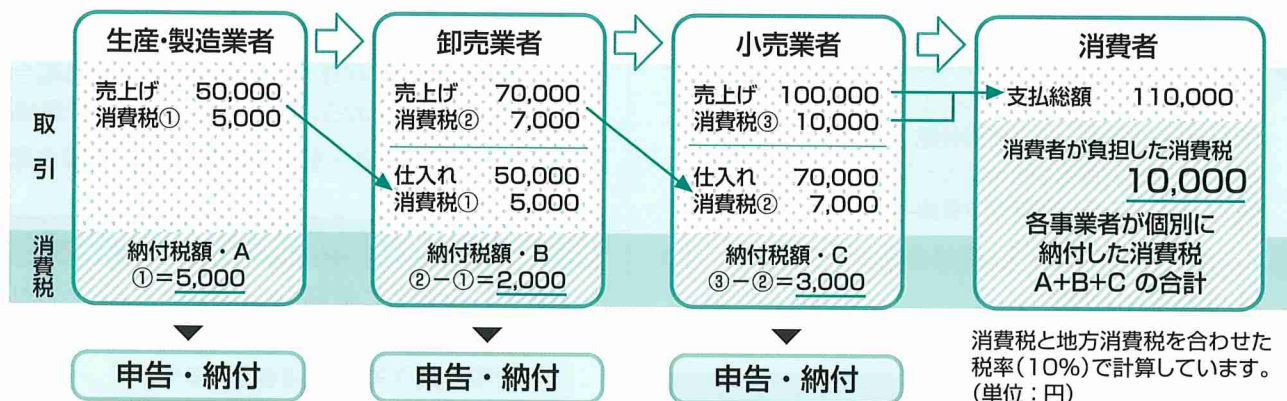 取引
消費税
生産・製造業者
売上げ 50,000
消費税① 5,000
納付税額・A
①=5,000
申告・納付
卸売業者
売上げ 70,000
消費税② 7,000
仕入れ 50,000
消費税① 5,000
納付税額・B
②-①=2,000
申告・納付
小売業者
売上げ 100,000
消費税③ 10,000
仕入れ 70,000
消費税② 7,000
納付税額・C
③-②=3,000
申告・納付
消費者
支払総額 110,000
消費者が負担した消費税
10,000
各事業者が個別に
納付した消費税
A+B+C の合計
消費税と地方消費税を合わせた
税率(10%)で計算しています。
(単位:円)